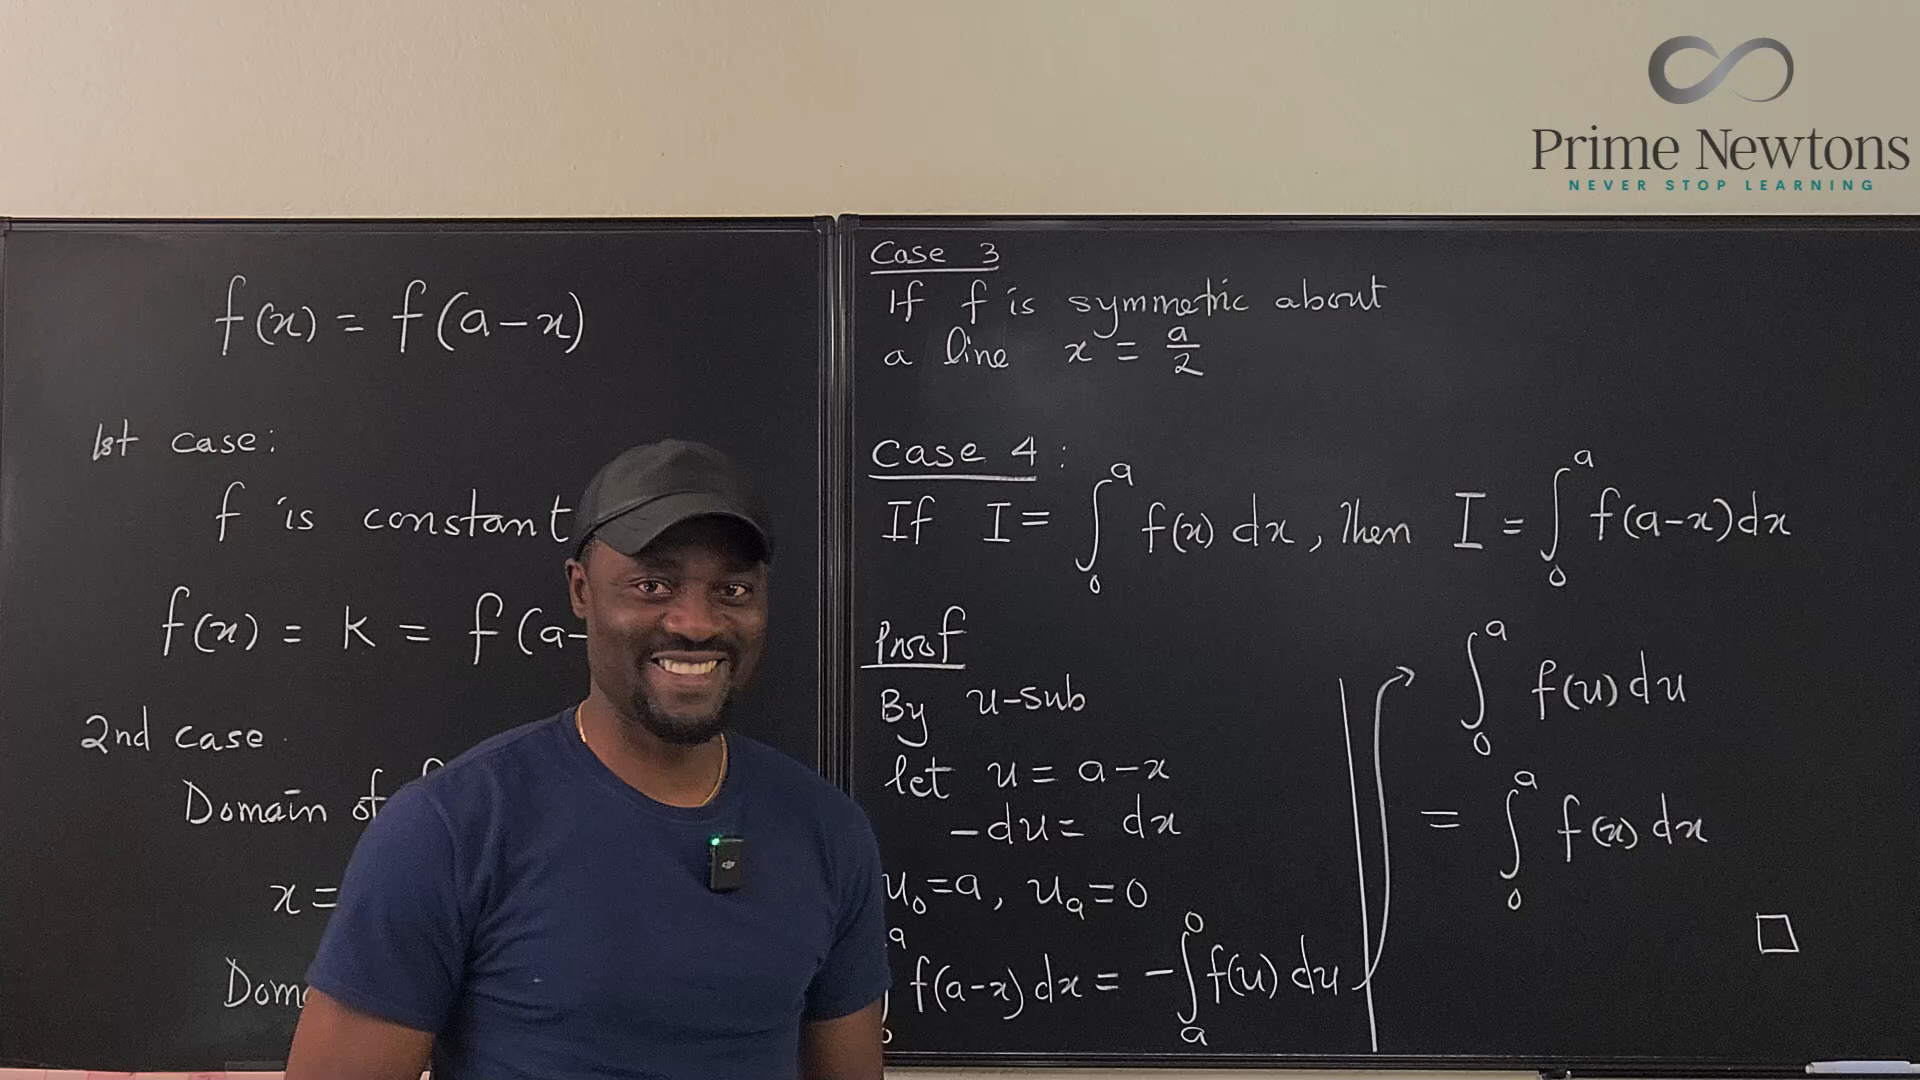 Prime Newtons
NEVER STOP LEARNING
f(x) = f(a-x)
1st case:
f is constant
f(x) = K = f(a-
2nd case
Domain of
x =
Case 3
If f is symmetric about
a line x = a/2
Case 4:
If I = ∫₀ᵃ f(x) dx, Then I = ∫₀ᵃ f(a-x) dx
Proof
By u-sub
let u = a-x
-du = dx
u₀ = a, uₐ = 0
∫₀ᵃ f(a-x) dx = -∫ₐ⁰ f(u) du
∫₀ᵃ f(u) du
= ∫₀ᵃ f(x) dx
□